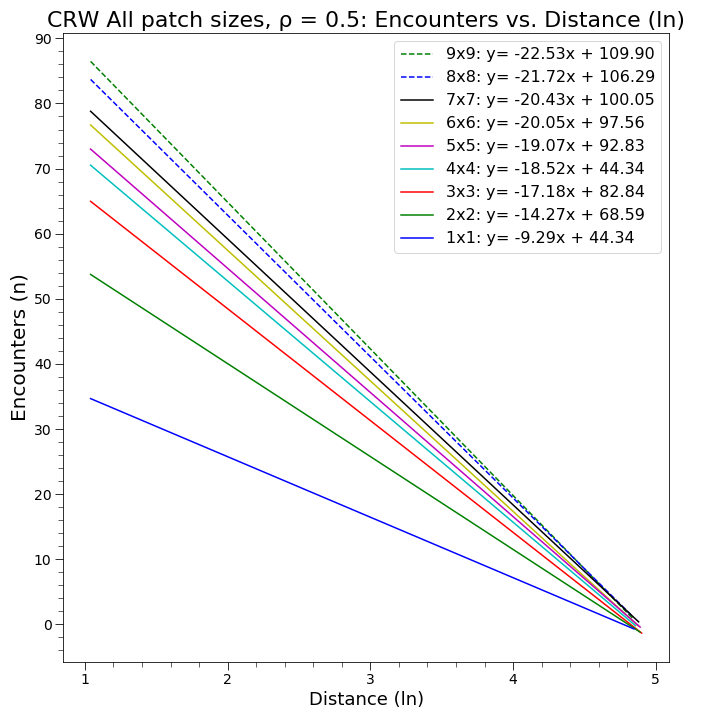 CRW All patch sizes, ρ = 0.5: Encounters vs. Distance (ln)
9x9: y= -22.53x + 109.90
8x8: y= -21.72x + 106.29
7x7: y= -20.43x + 100.05
6x6: y= -20.05x + 97.56
5x5: y= -19.07x + 92.83
4x4: y= -18.52x + 44.34
3x3: y= -17.18x + 82.84
2x2: y= -14.27x + 68.59
1x1: y= -9.29x + 44.34
Encounters (n)
90
80
70
60
50
40
30
20
10
0
1 2 3 4 5
Distance (ln)